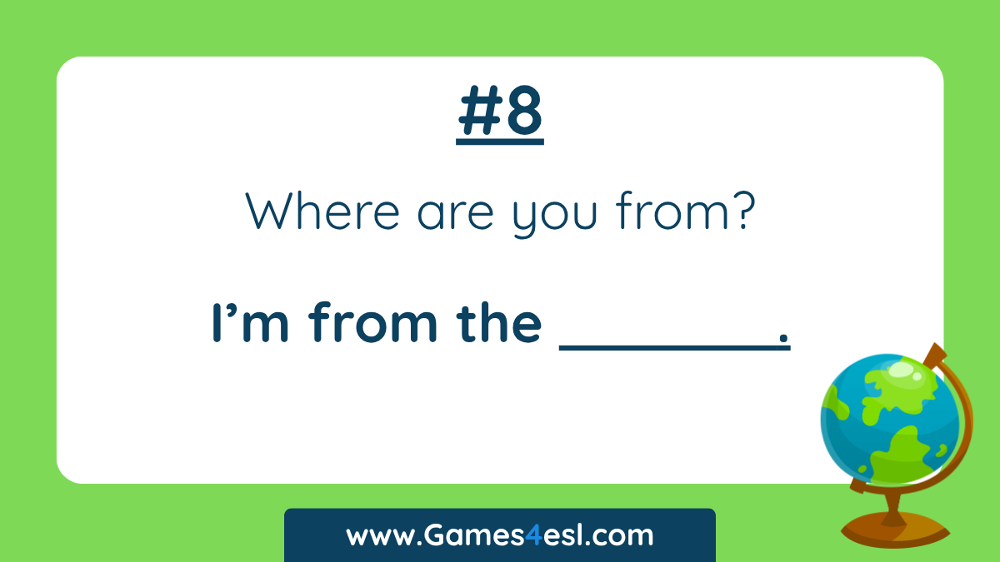 #8
Where are you from?
I’m from the ________.
www.Games4esl.com